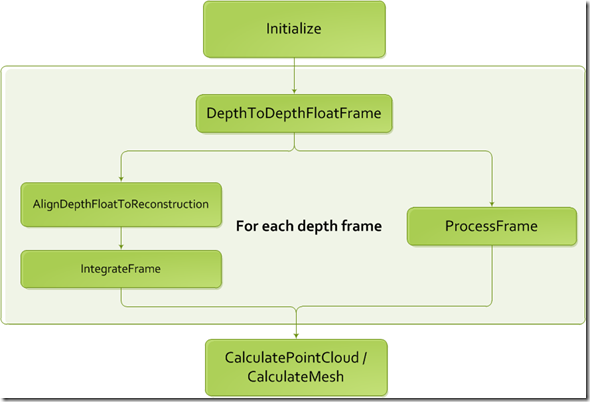 Initialize
DepthToDepthFloatFrame
AlignDepthFloatToReconstruction
For each depth frame
ProcessFrame
IntegrateFrame
CalculatePointCloud /
CalculateMesh